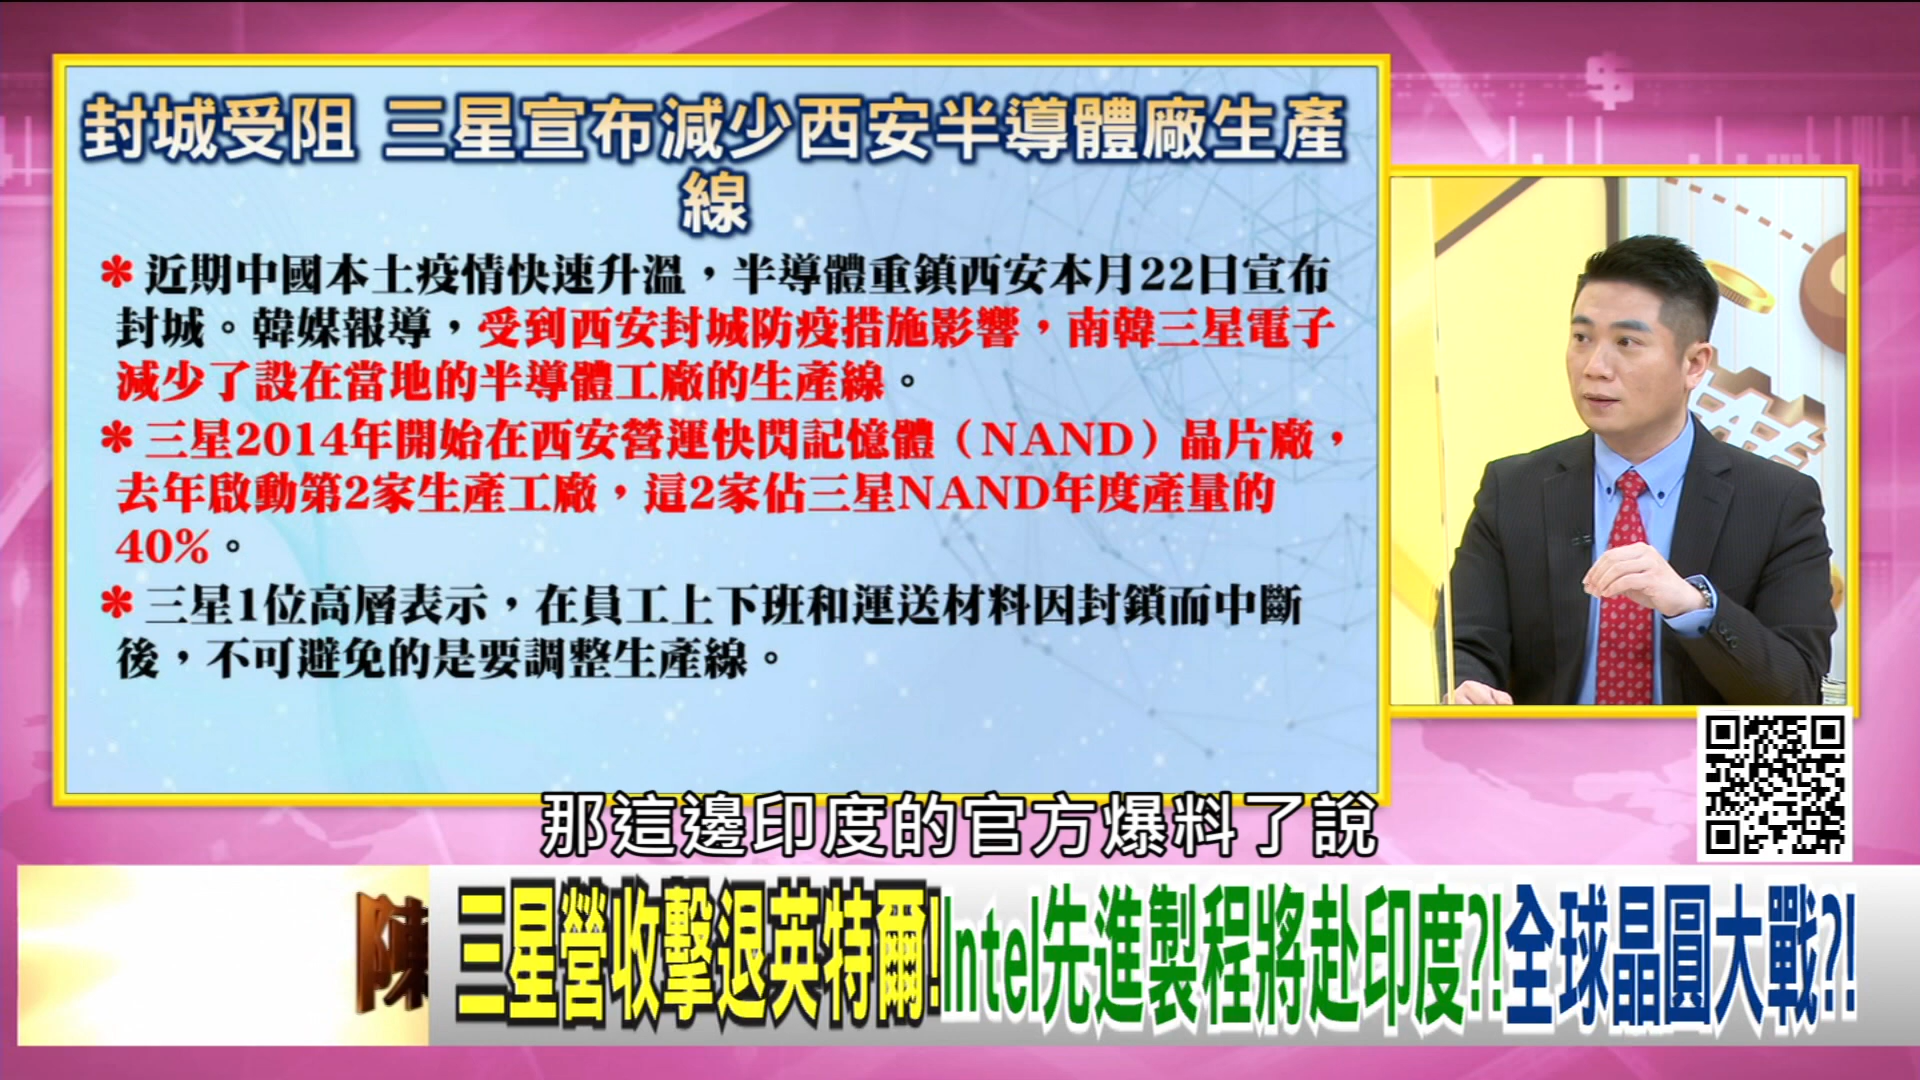 封城受阻 三星宣布減少西安半導體廠生產
線
* 近期中國本土疫情快速升溫，半導體重鎮西安本月22日宣布
封城。韓媒報導，受到西安封城防疫措施影響，南韓三星電子
減少了設在當地的半導體工廠的生產線。
* 三星2014年開始在西安營運快閃記憶體（NAND）晶片廠，
去年啟動第2家生產工廠，這2家佔三星NAND年度產量的
40%。
* 三星1位高層表示，在員工上下班和運送材料因封鎖而中斷
後，不可避免的是要調整生產線。
那這邊印度的官方爆料了說
陳
三星營收擊退英特爾!Intel先進製程將赴印度?!全球晶圓大戰?!